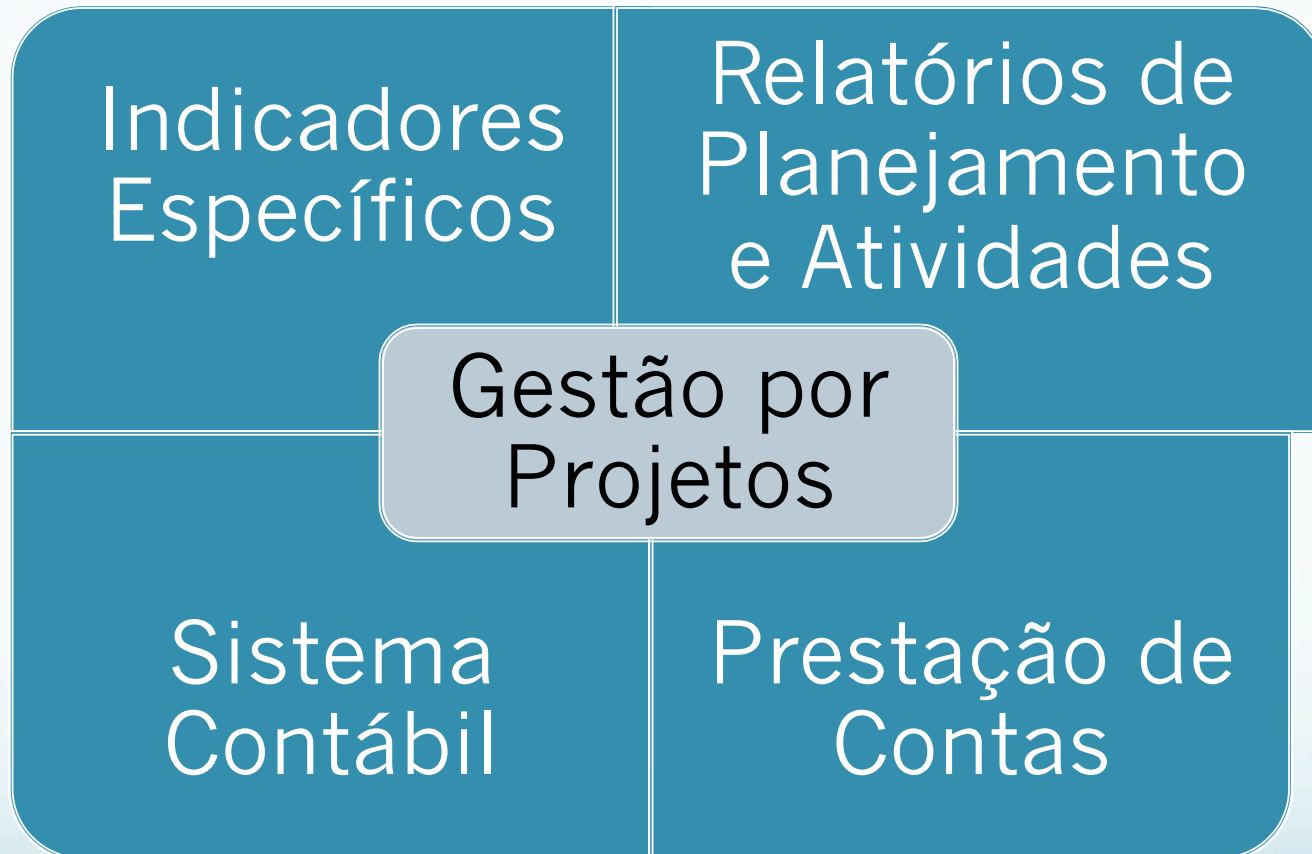 Indicadores
Específicos
Relatórios de
Planejamento
e Atividades
Gestão por
Projetos
Sistema
Contábil
Prestação de
Contas